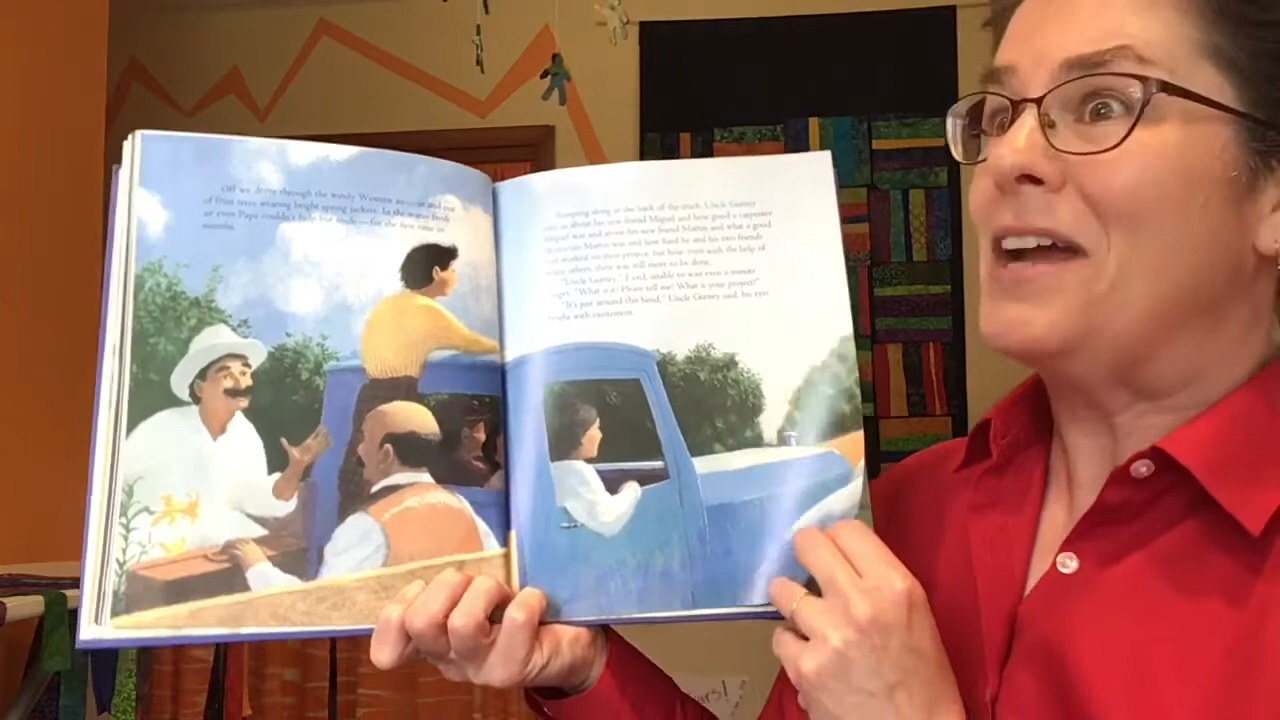 Off we drove through the windy Western
of fruit trees wearing bright spring jackets. In the
or even Papa couldn't help but smile—for the first time in
months.
Bumping along in the back of the truck, Uncle Gurney
told us about his new friend Miguel and how good a carpenter
Miguel was and about his new friend Martin and what a good
Martin was and how hard he and his two friends
had worked on their project, but how even with the help of
many others, there was still more to be done.
"Uncle Gurney," I said, unable to wait even a minute
longer. "What is it? Please tell me! What is your project?"
"It's just around this bend," Uncle Gurney said, his eyes
bright with excitement.